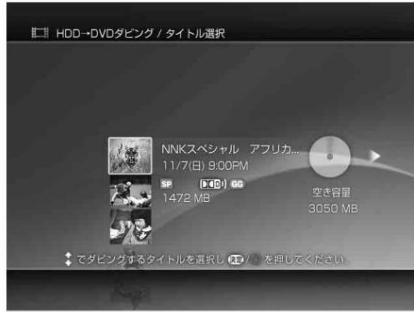 HDD→DVDダビング / タイトル選択
NNKスペシャル　アフリカ...
11/7(日) 9:00PM
SP GG
1472 MB
空き容量
3050 MB
でダビングするタイトルを選択し 決定 / を押してください。